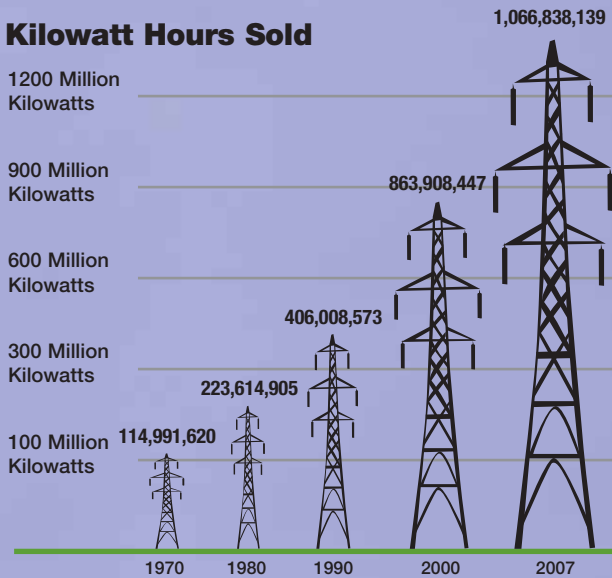 Kilowatt Hours Sold
1,066,838,139
1200 Million
Kilowatts
900 Million
Kilowatts
863,908,447
600 Million
Kilowatts
406,008,573
300 Million
Kilowatts
223,614,905
100 Million
Kilowatts
114,991,620
1970 1980 1990 2000 2007